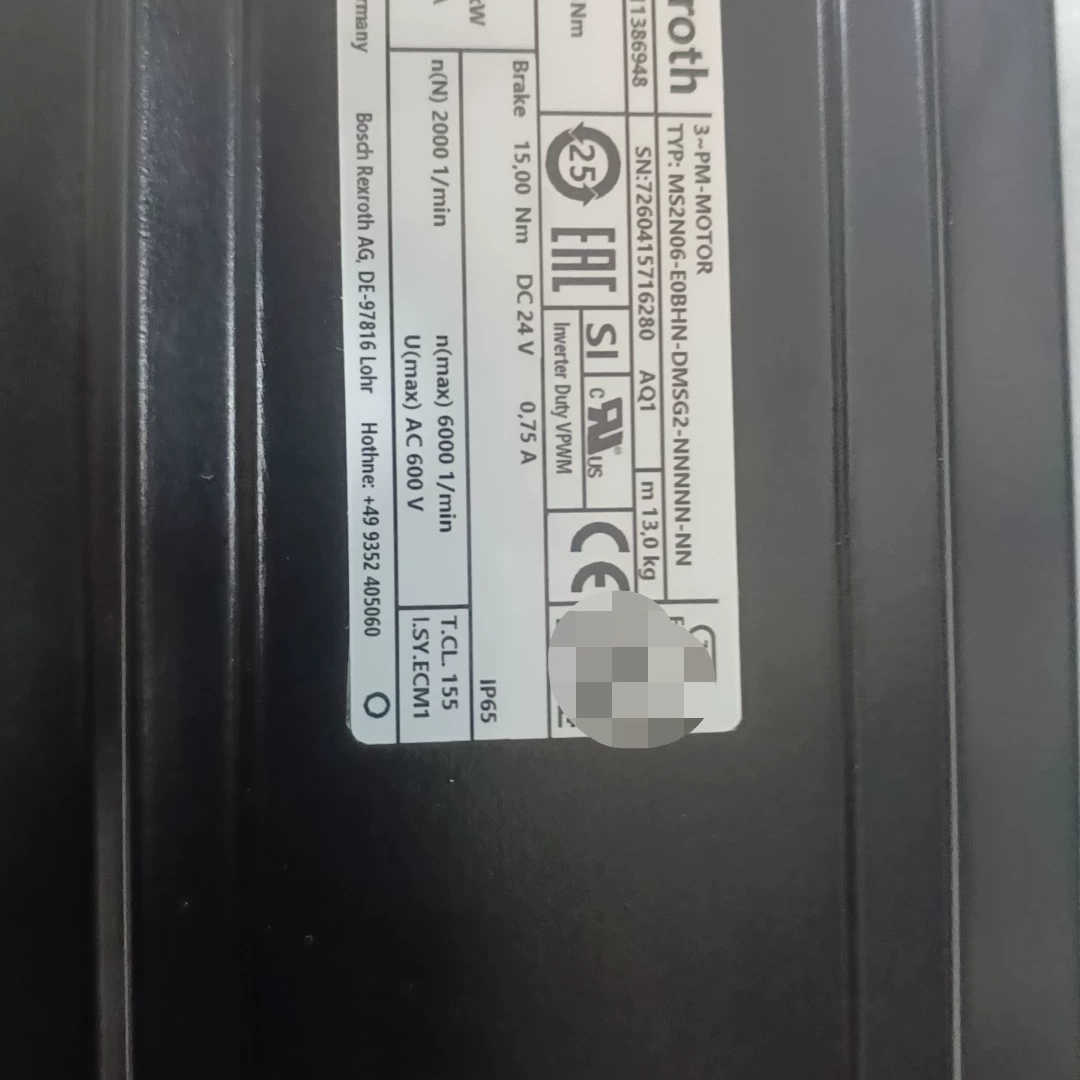 roth
3~PM-MOTOR
TYP: MS2N06-E0BHN-DMSG2-NNNNN-NN
11386948
SN:7260415716280 AQ1
m 13,0 kg
Nm
25
EAC
SI
c RU US
®
Inverter Duty VPWM
CE
Brake 15,00 Nm DC 24 V 0,75 A
IP65
kW
A
n(N) 2000 1/min
n(max) 6000 1/min
U(max) AC 600 V
T.CL. 155
I.SY.ECM1
rmany
Bosch Rexroth AG, DE-97816 Lohr
Hotline: +49 9352 405060